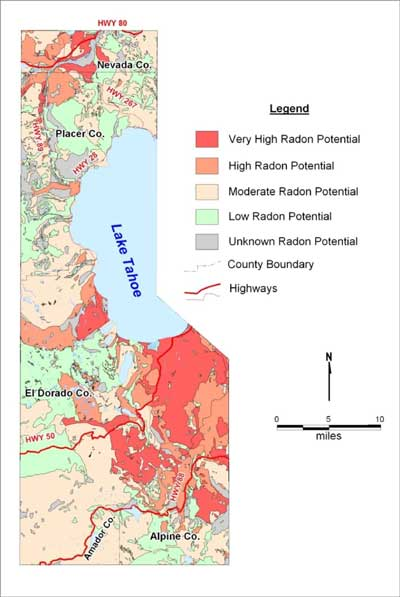 HWY 80
Nevada Co.
HWY 267
Placer Co.
HWY 89
HWY 28
Lake Tahoe
El Dorado Co.
HWY 50
HWY 88
Amador Co.
Alpine Co.
Legend
Very High Radon Potential
High Radon Potential
Moderate Radon Potential
Low Radon Potential
Unknown Radon Potential
County Boundary
Highways
N
0 5 10
miles